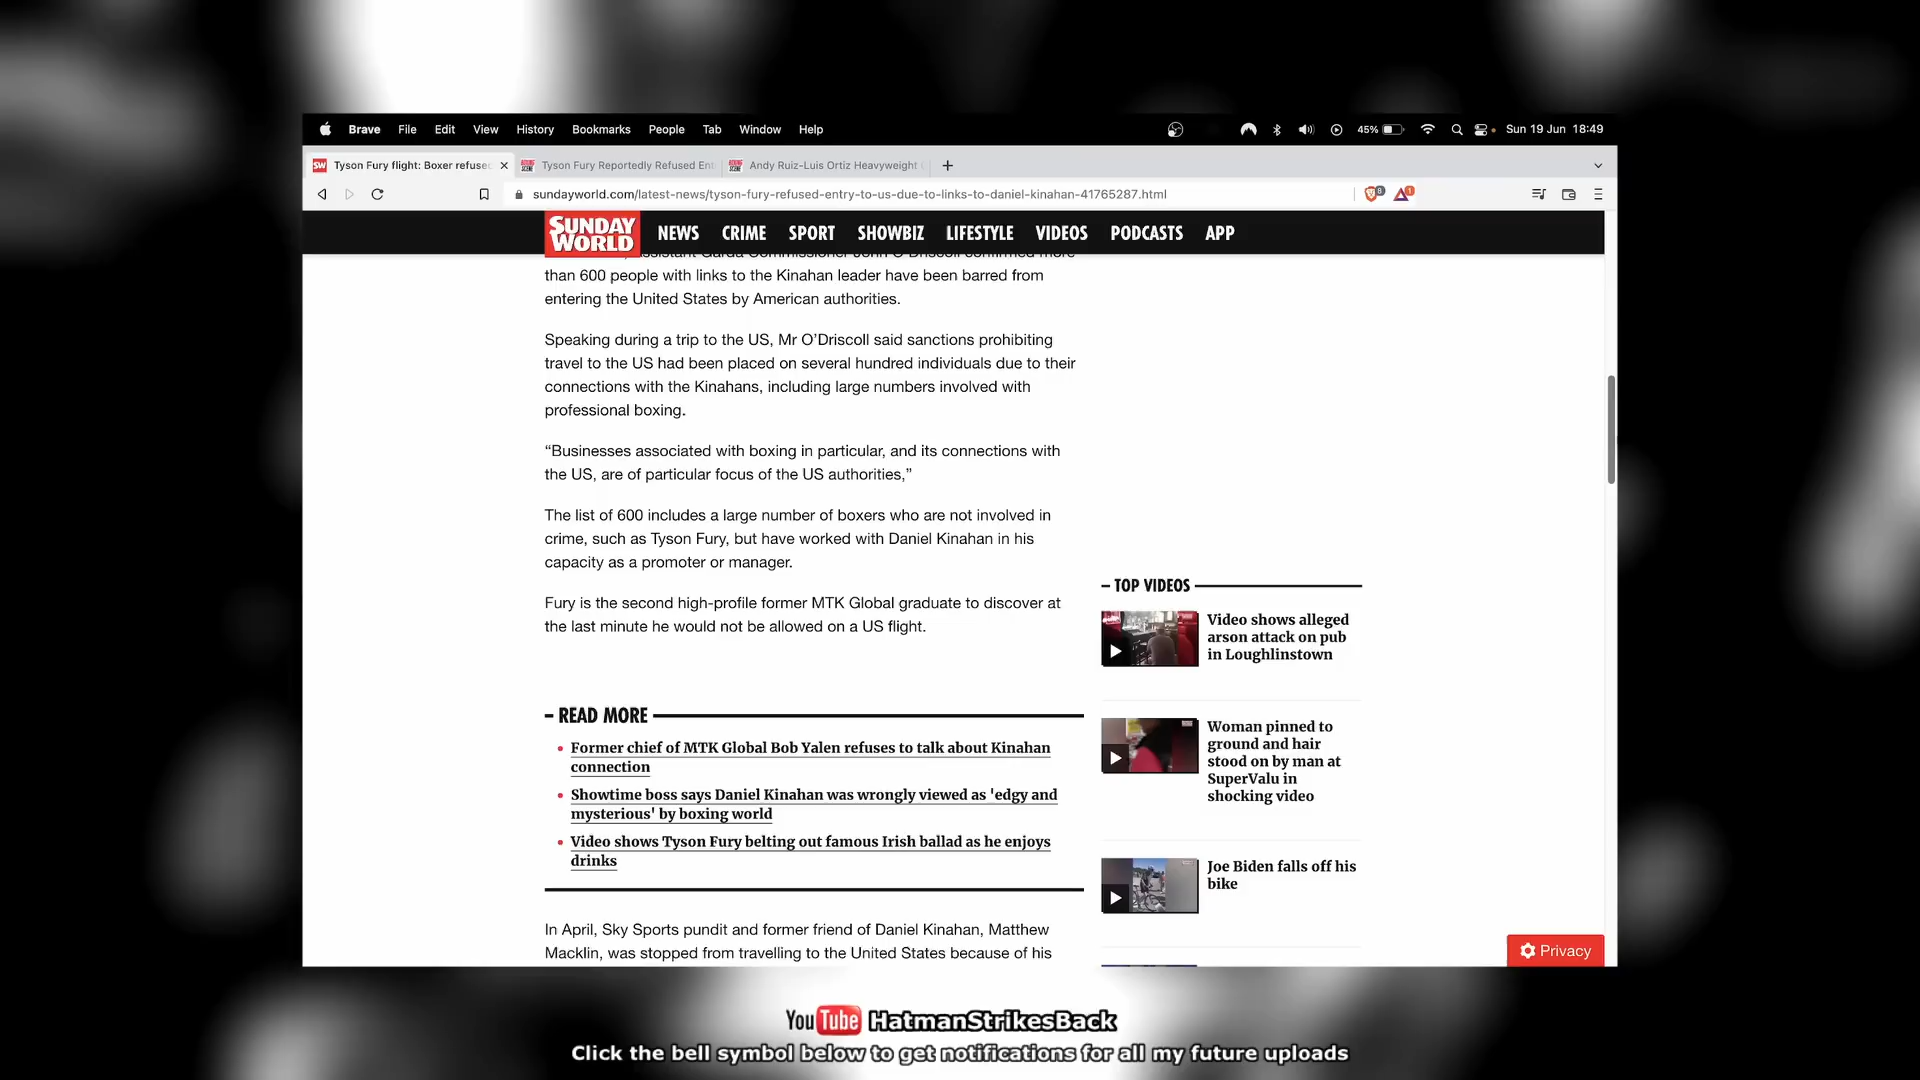 Brave File Edit View History Bookmarks People Tab Window Help 45% Sun 19 Jun 18:49
SW Tyson Fury flight: Boxer refuse Tyson Fury Reportedly Refused Ent Andy Ruiz-Luis Ortiz Heavyweight
sundayworld.com/latest-news/tyson-fury-refused-entry-to-us-due-to-links-to-daniel-kinahan-41765287.html 8 1
SUNDAY
WORLD
NEWS CRIME SPORT SHOWBIZ LIFESTYLE VIDEOS PODCASTS APP
than 600 people with links to the Kinahan leader have been barred from
entering the United States by American authorities.
Speaking during a trip to the US, Mr O’Driscoll said sanctions prohibiting
travel to the US had been placed on several hundred individuals due to their
connections with the Kinahans, including large numbers involved with
professional boxing.
“Businesses associated with boxing in particular, and its connections with
the US, are of particular focus of the US authorities,”
The list of 600 includes a large number of boxers who are not involved in
crime, such as Tyson Fury, but have worked with Daniel Kinahan in his
capacity as a promoter or manager.
Fury is the second high-profile former MTK Global graduate to discover at
the last minute he would not be allowed on a US flight.
READ MORE
Former chief of MTK Global Bob Yalen refuses to talk about Kinahan
connection
Showtime boss says Daniel Kinahan was wrongly viewed as 'edgy and
mysterious' by boxing world
Video shows Tyson Fury belting out famous Irish ballad as he enjoys
drinks
In April, Sky Sports pundit and former friend of Daniel Kinahan, Matthew
Macklin, was stopped from travelling to the United States because of his
TOP VIDEOS
Video shows alleged
arson attack on pub
in Loughlinstown
Woman pinned to
ground and hair
stood on by man at
SuperValu in
shocking video
Joe Biden falls off his
bike
Privacy
YouTube HatmanStrikesBack
Click the bell symbol below to get notifications for all my future uploads